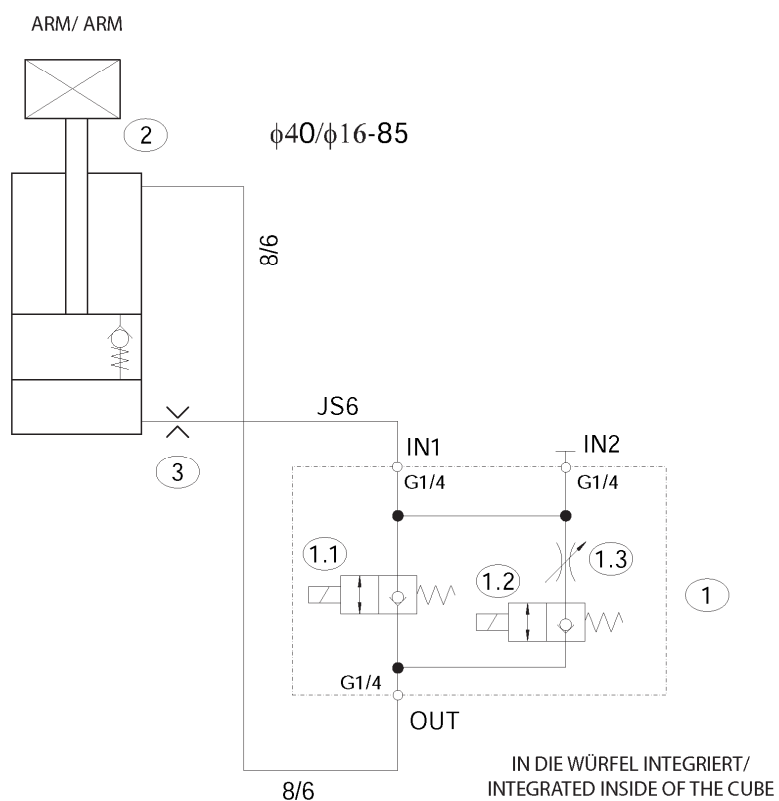 ARM/ ARM
2
ϕ40/ϕ16-85
8/6
JS6
3
IN1
IN2
G1/4
G1/4
1.1
1.2
1.3
1
G1/4
OUT
8/6
IN DIE WÜRFEL INTEGRIERT/
INTEGRATED INSIDE OF THE CUBE